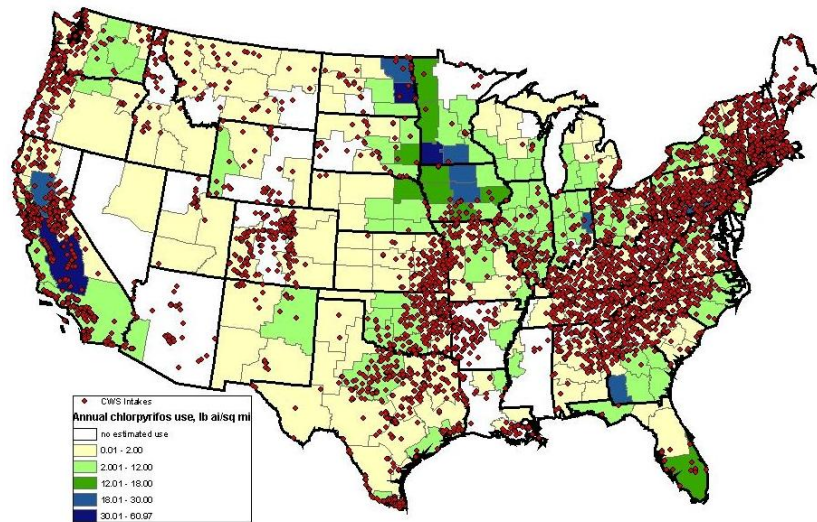 CWS Intakes
Annual chlorpyrifos use, lb ai/sq mi
no estimated use
0.01 - 2.00
2.001 - 12.00
12.01 - 18.00
18.01 - 30.00
30.01 - 60.97